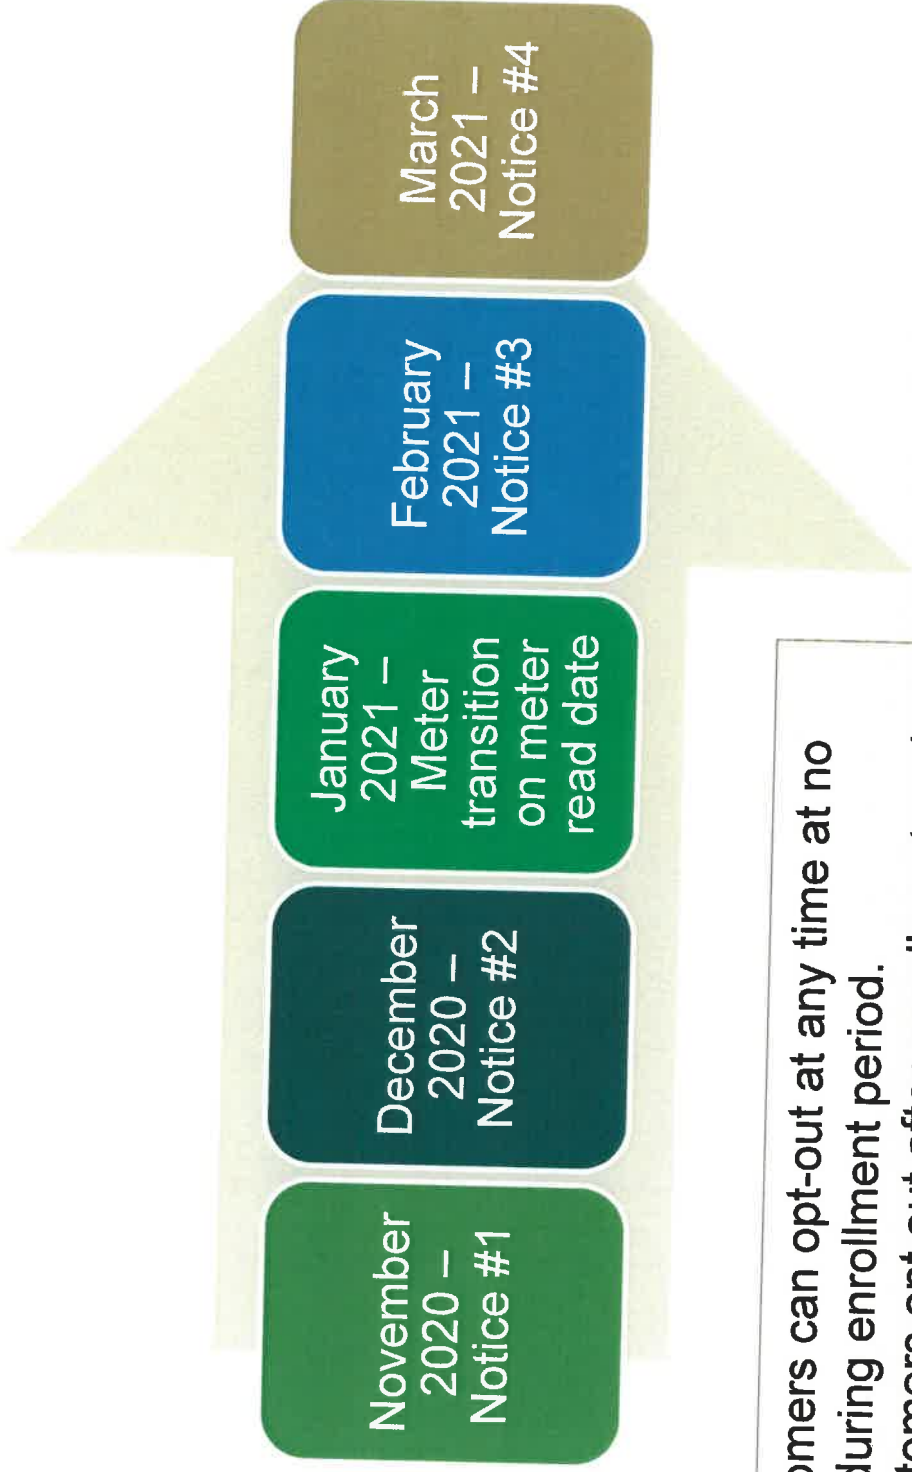 November
2020 –
Notice #1
December
2020 –
Notice #2
January
2021 –
Meter
transition
on meter
read date
February
2021 –
Notice #3
March
2021 –
Notice #4
omers can opt-out at any time at no
during enrollment period.